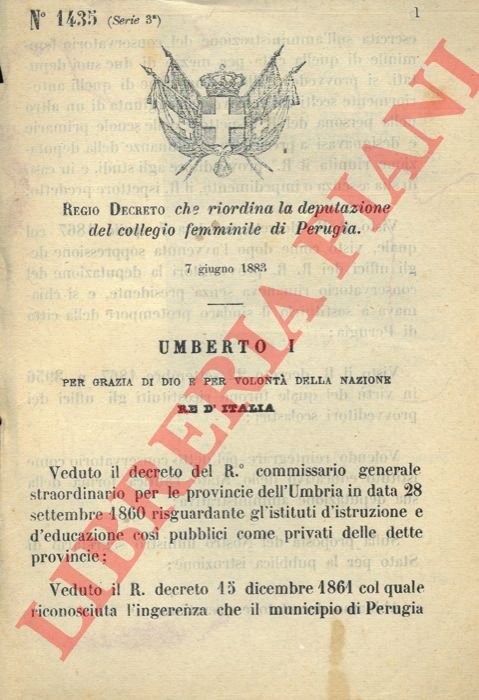 N° 1435 (Serie 3ª)
1
REGIO DECRETO che riordina la deputazione
del collegio femminile di Perugia.
7 giugno 1883
UMBERTO I
PER GRAZIA DI DIO E PER VOLONTÀ DELLA NAZIONE
RE D'ITALIA
Veduto il decreto del R.° commissario generale
straordinario per le provincie dell'Umbria in data 28
settembre 1860 risguardante gl'istituti d'istruzione e
d'educazione così pubblici come privati delle dette
provincie;
Veduto il R. decreto 15 dicembre 1861 col quale
riconosciuta l'ingerenza che il municipio di Perugia
LIBRERIA PIANI